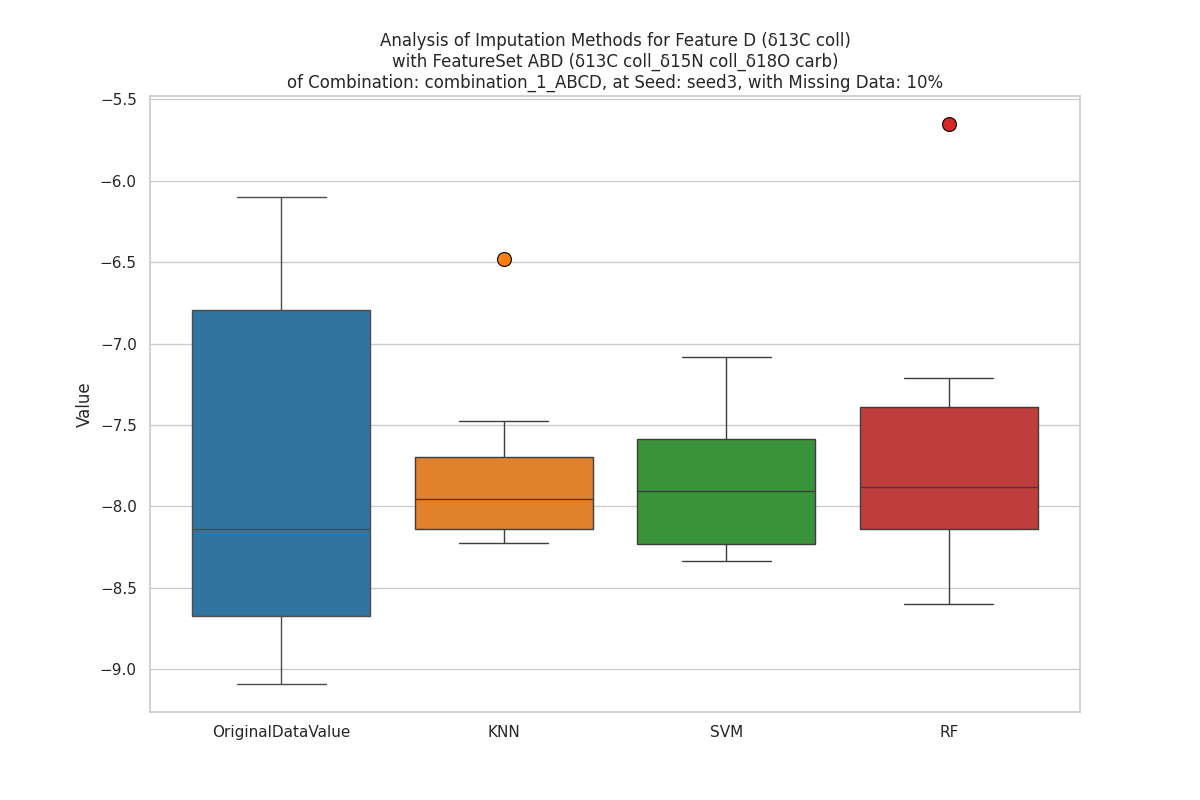 Analysis of Imputation Methods for Feature D (δ13C coll)
with FeatureSet ABD (δ13C coll_δ15N coll_δ18O carb)
of Combination: combination_1_ABCD, at Seed: seed3, with Missing Data: 10%
−5.5
−6.0
−6.5
−7.0
−7.5
−8.0
−8.5
−9.0
Value
OriginalDataValue
KNN
SVM
RF